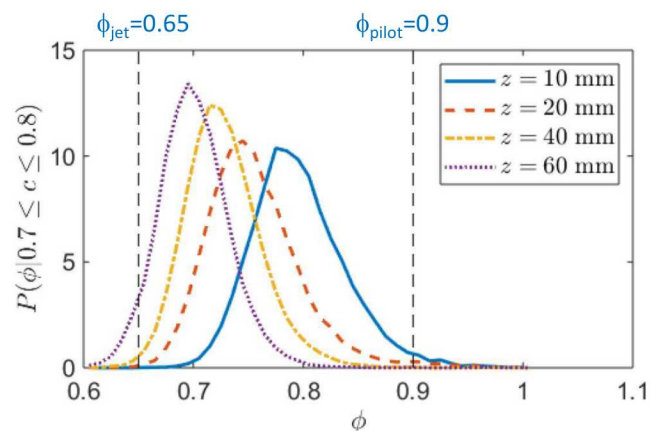 ϕjet=0.65 ϕpilot=0.9
15
10
5
0
P(ϕ|0.7 ≤ c ≤ 0.8)
z = 10 mm
z = 20 mm
z = 40 mm
z = 60 mm
0.6 0.7 0.8 0.9 1 1.1
ϕ